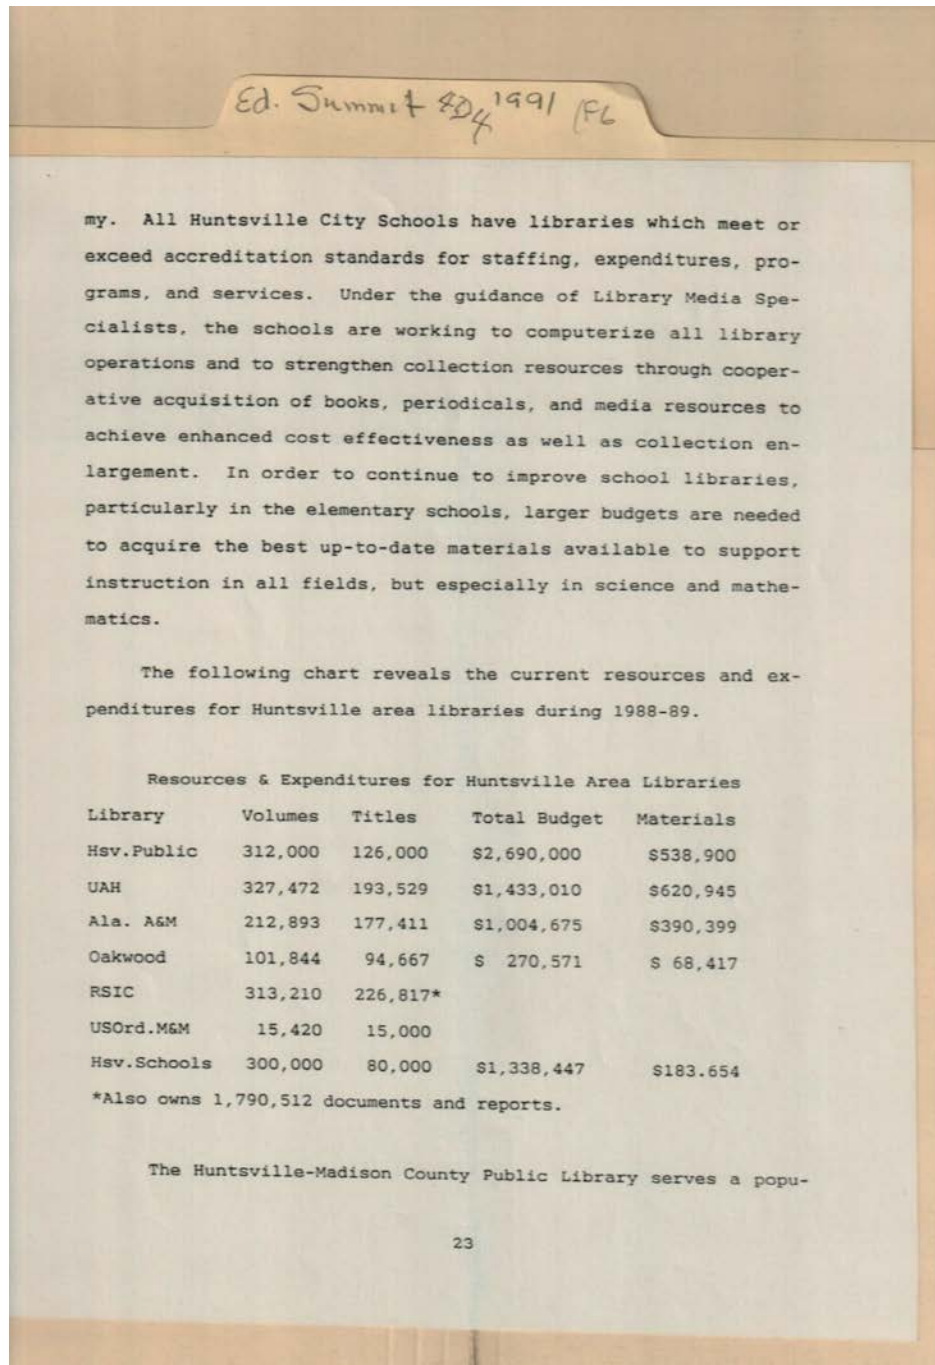 Ed. Summit 1991 (F6
my. All Huntsville City Schools have libraries which meet or
exceed accreditation standards for staffing, expenditures, pro-
grams, and services. Under the guidance of Library Media Spe-
cialists, the schools are working to computerize all library
operations and to strengthen collection resources through cooper-
ative acquisition of books, periodicals, and media resources to
achieve enhanced cost effectiveness as well as collection en-
largement. In order to continue to improve school libraries,
particularly in the elementary schools, larger budgets are needed
to acquire the best up-to-date materials available to support
instruction in all fields, but especially in science and mathe-
matics.
The following chart reveals the current resources and ex-
penditures for Huntsville area libraries during 1988-89.
Resources & Expenditures for Huntsville Area Libraries
Library Volumes Titles Total Budget Materials
Hsv.Public 312,000 126,000 $2,690,000 $538,900
UAH 327,472 193,529 $1,433,010 $620,945
Ala. A&M 212,893 177,411 $1,004,675 $390,399
Oakwood 101,844 94,667 $ 270,571 $ 68,417
RSIC 313,210 226,817*
USOrd.M&M 15,420 15,000
Hsv.Schools 300,000 80,000 $1,338,447 $183.654
*Also owns 1,790,512 documents and reports.
The Huntsville-Madison County Public Library serves a popu-
23